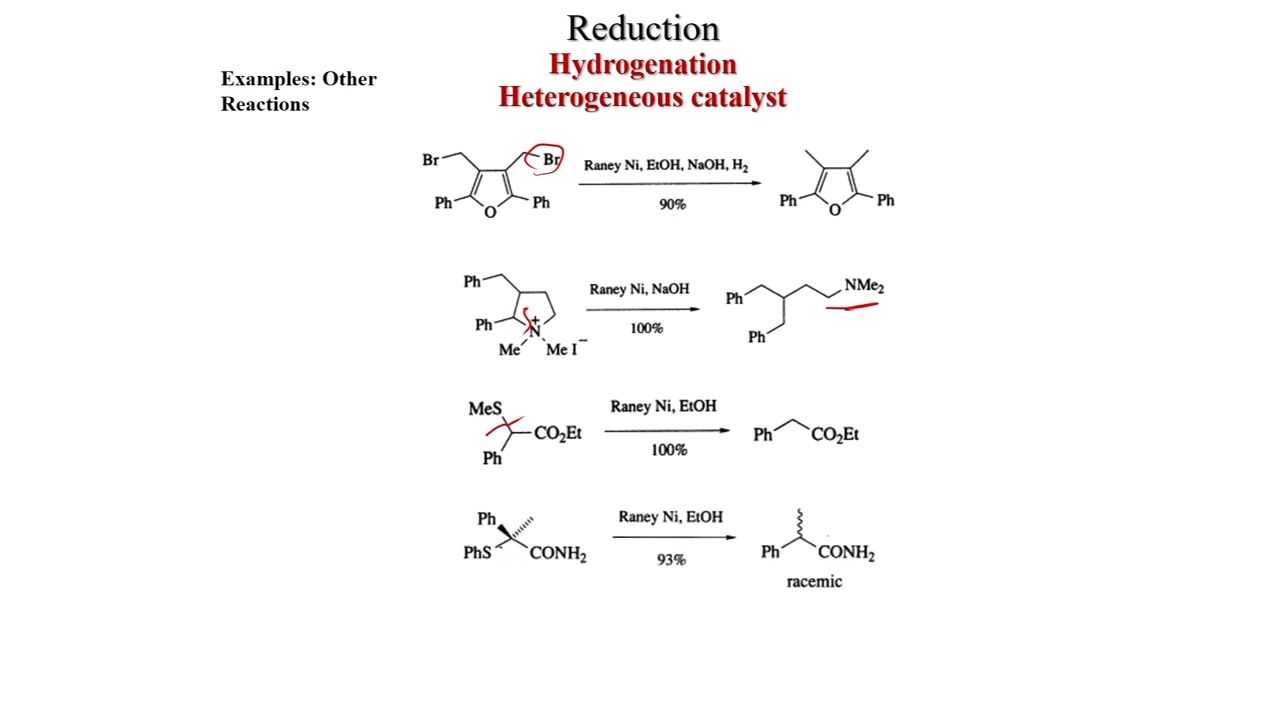 Reduction
Hydrogenation
Heterogeneous catalyst
Examples: Other
Reactions
Br
Br
Raney Ni, EtOH, NaOH, H₂
90%
Ph
O
Ph
Ph
O
Ph
Ph
Ph
N
+
Me
Me I⁻
Raney Ni, NaOH
100%
Ph
NMe₂
Ph
MeS
CO₂Et
Ph
Raney Ni, EtOH
100%
Ph
CO₂Et
Ph
PhS
CONH₂
Raney Ni, EtOH
93%
Ph
CONH₂
racemic